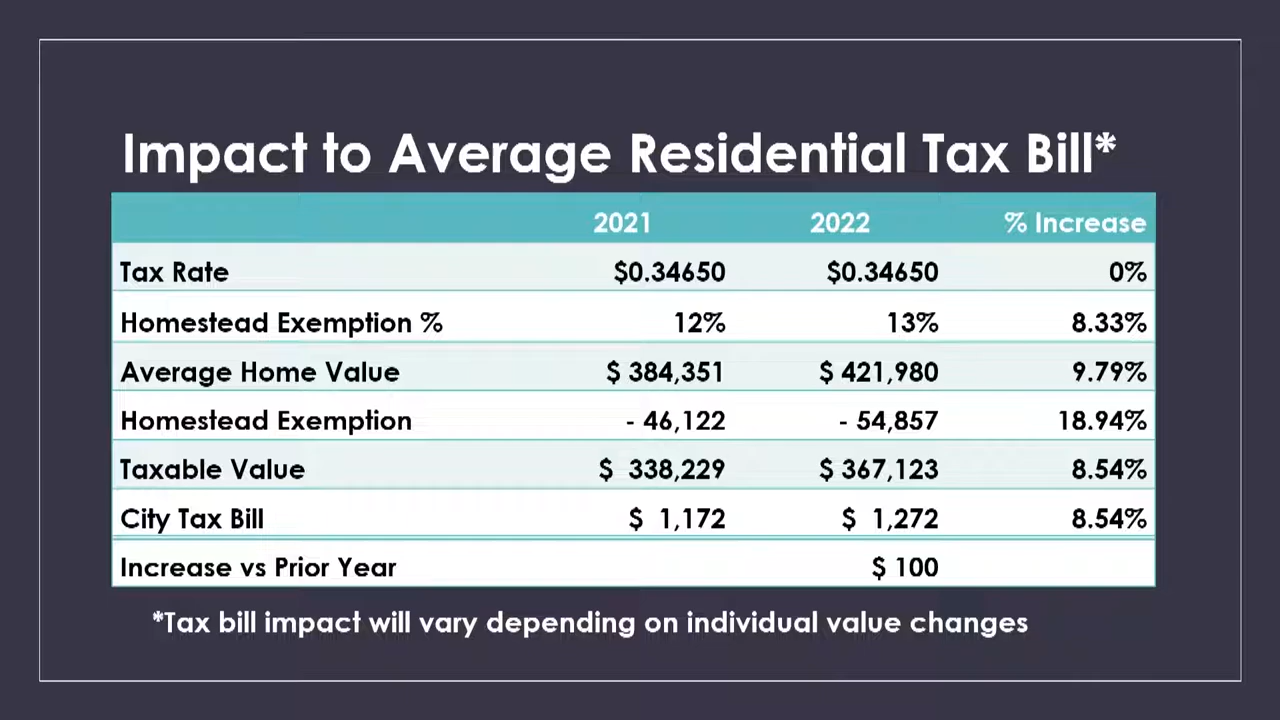 Impact to Average Residential Tax Bill*
2021 2022 % Increase
Tax Rate $0.34650 $0.34650 0%
Homestead Exemption % 12% 13% 8.33%
Average Home Value $ 384,351 $ 421,980 9.79%
Homestead Exemption - 46,122 - 54,857 18.94%
Taxable Value $ 338,229 $ 367,123 8.54%
City Tax Bill $ 1,172 $ 1,272 8.54%
Increase vs Prior Year $ 100
*Tax bill impact will vary depending on individual value changes